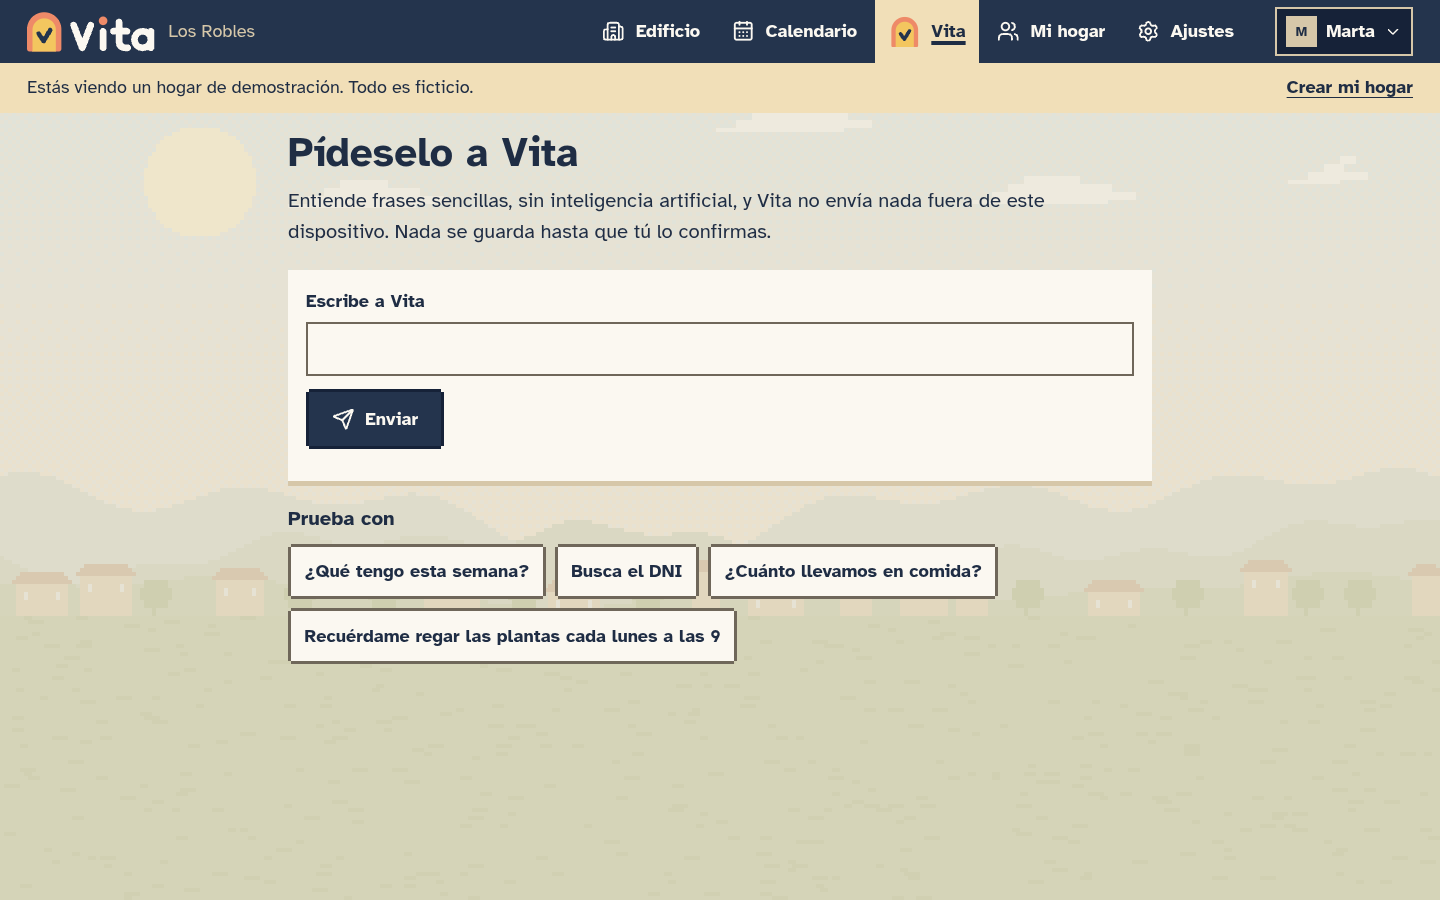 Vita
Los Robles
Edificio
Calendario
Vita
Mi hogar
Ajustes
M
Marta
Estás viendo un hogar de demostración. Todo es ficticio.
Crear mi hogar
Pídeselo a Vita
Entiende frases sencillas, sin inteligencia artificial, y Vita no envía nada fuera de este
dispositivo. Nada se guarda hasta que tú lo confirmas.
Escribe a Vita
Enviar
Prueba con
¿Qué tengo esta semana?
Busca el DNI
¿Cuánto llevamos en comida?
Recuérdame regar las plantas cada lunes a las 9